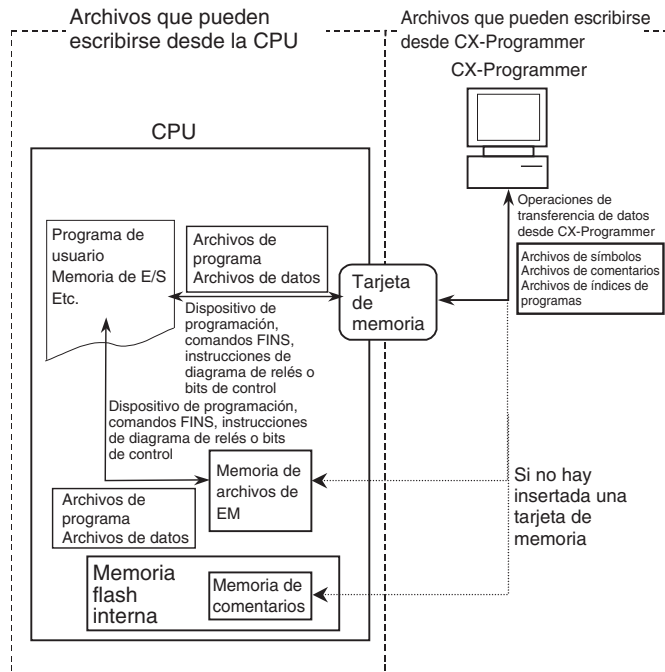 Archivos que pueden
escribirse desde la CPU
Archivos que pueden escribirse
desde CX-Programmer
CX-Programmer
CPU
Operaciones de
transferencia de datos
desde CX-Programmer
Archivos de símbolos
Archivos de comentarios
Archivos de índices de
programas
Programa de
usuario
Memoria de E/S
Etc.
Archivos de
programa
Archivos de datos
Tarjeta
de
memoria
Dispositivo de
programación,
comandos FINS,
instrucciones de
diagrama de relés o
bits de control
Dispositivo de programación,
comandos FINS, instrucciones
de diagrama de relés o bits
de control
Memoria de
archivos de
EM
Si no hay
insertada una
tarjeta de
memoria
Archivos de
programa
Archivos de datos
Memoria
flash
interna
Memoria de
comentarios